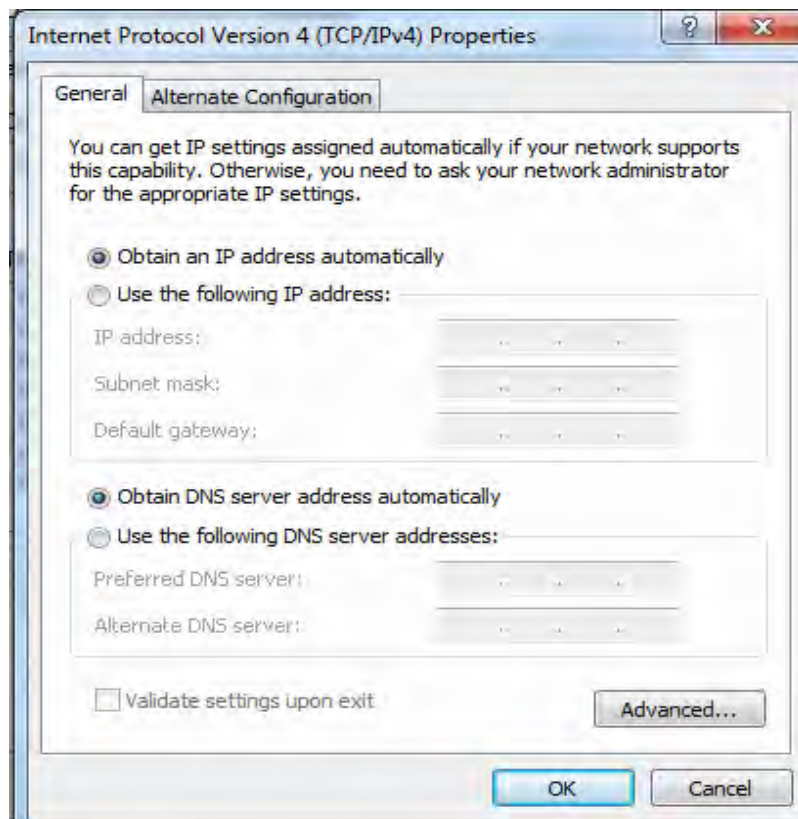 Internet Protocol Version 4 (TCP/IPv4) Properties
?
General
Alternate Configuration
You can get IP settings assigned automatically if your network supports
this capability. Otherwise, you need to ask your network administrator
for the appropriate IP settings.
Obtain an IP address automatically
Use the following IP address:
IP address:
Subnet mask:
Default gateway:
Obtain DNS server address automatically
Use the following DNS server addresses:
Preferred DNS server:
Alternate DNS server:
Validate settings upon exit
Advanced...
OK
Cancel